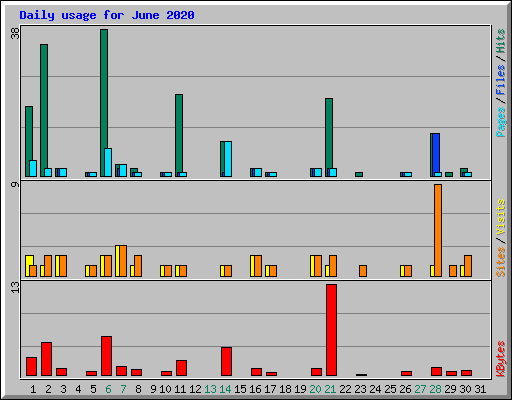 Daily usage for June 2020
38
9
13
Pages/Files/Hits
Sites/Visits
KBytes
1 2 3 4 5 6 7 8 9 10 11 12 13 14 15 16 17 18 19 20 21 22 23 24 25 26 27 28 29 30 31